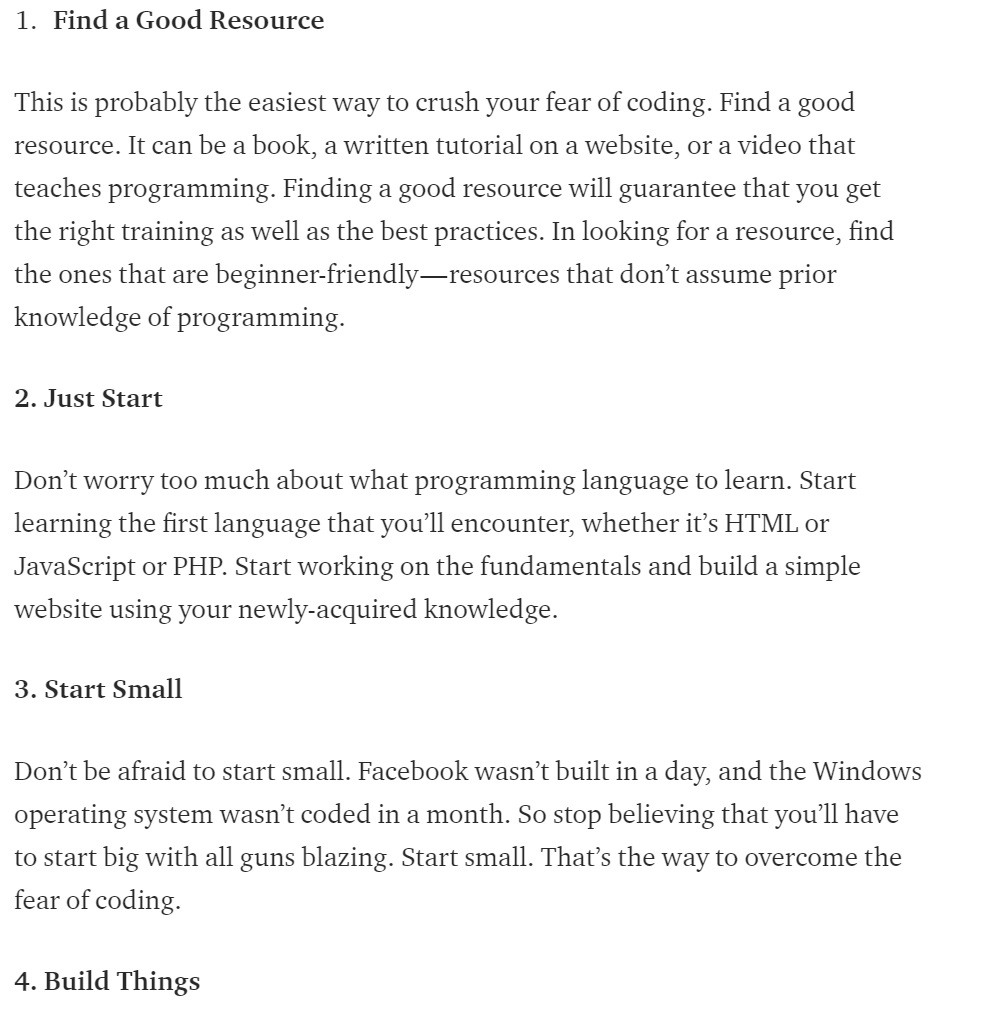 1. Find a Good Resource
This is probably the easiest way to crush your fear of coding. Find a good
resource. It can be a book, a written tutorial on a website, or a video that
teaches programming. Finding a good resource will guarantee that you get
the right training as well as the best practices. In looking for a resource, find
the ones that are beginner-friendly—resources that don’t assume prior
knowledge of programming.
2. Just Start
Don’t worry too much about what programming language to learn. Start
learning the first language that you’ll encounter, whether it’s HTML or
JavaScript or PHP. Start working on the fundamentals and build a simple
website using your newly-acquired knowledge.
3. Start Small
Don’t be afraid to start small. Facebook wasn’t built in a day, and the Windows
operating system wasn’t coded in a month. So stop believing that you’ll have
to start big with all guns blazing. Start small. That’s the way to overcome the
fear of coding.
4. Build Things